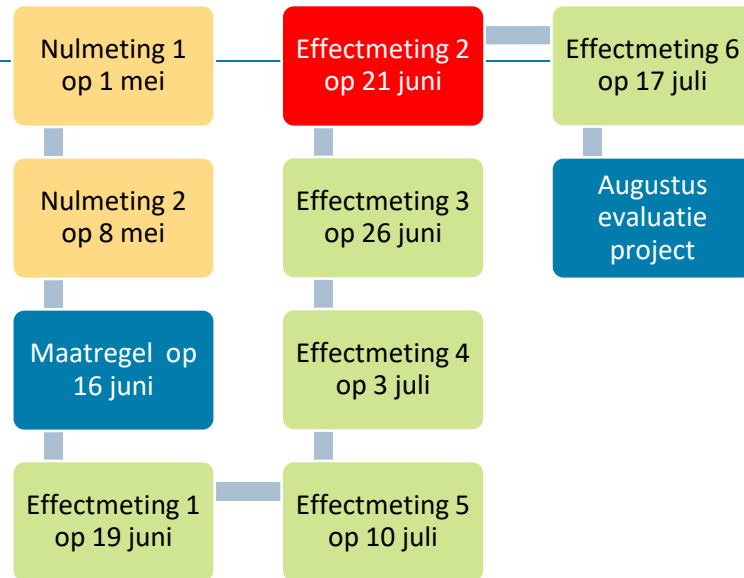 Nulmeting 1
op 1 mei
Nulmeting 2
op 8 mei
Maatregel op
16 juni
Effectmeting 1
op 19 juni
Effectmeting 2
op 21 juni
Effectmeting 3
op 26 juni
Effectmeting 4
op 3 juli
Effectmeting 5
op 10 juli
Effectmeting 6
op 17 juli
Augustus
evaluatie
project